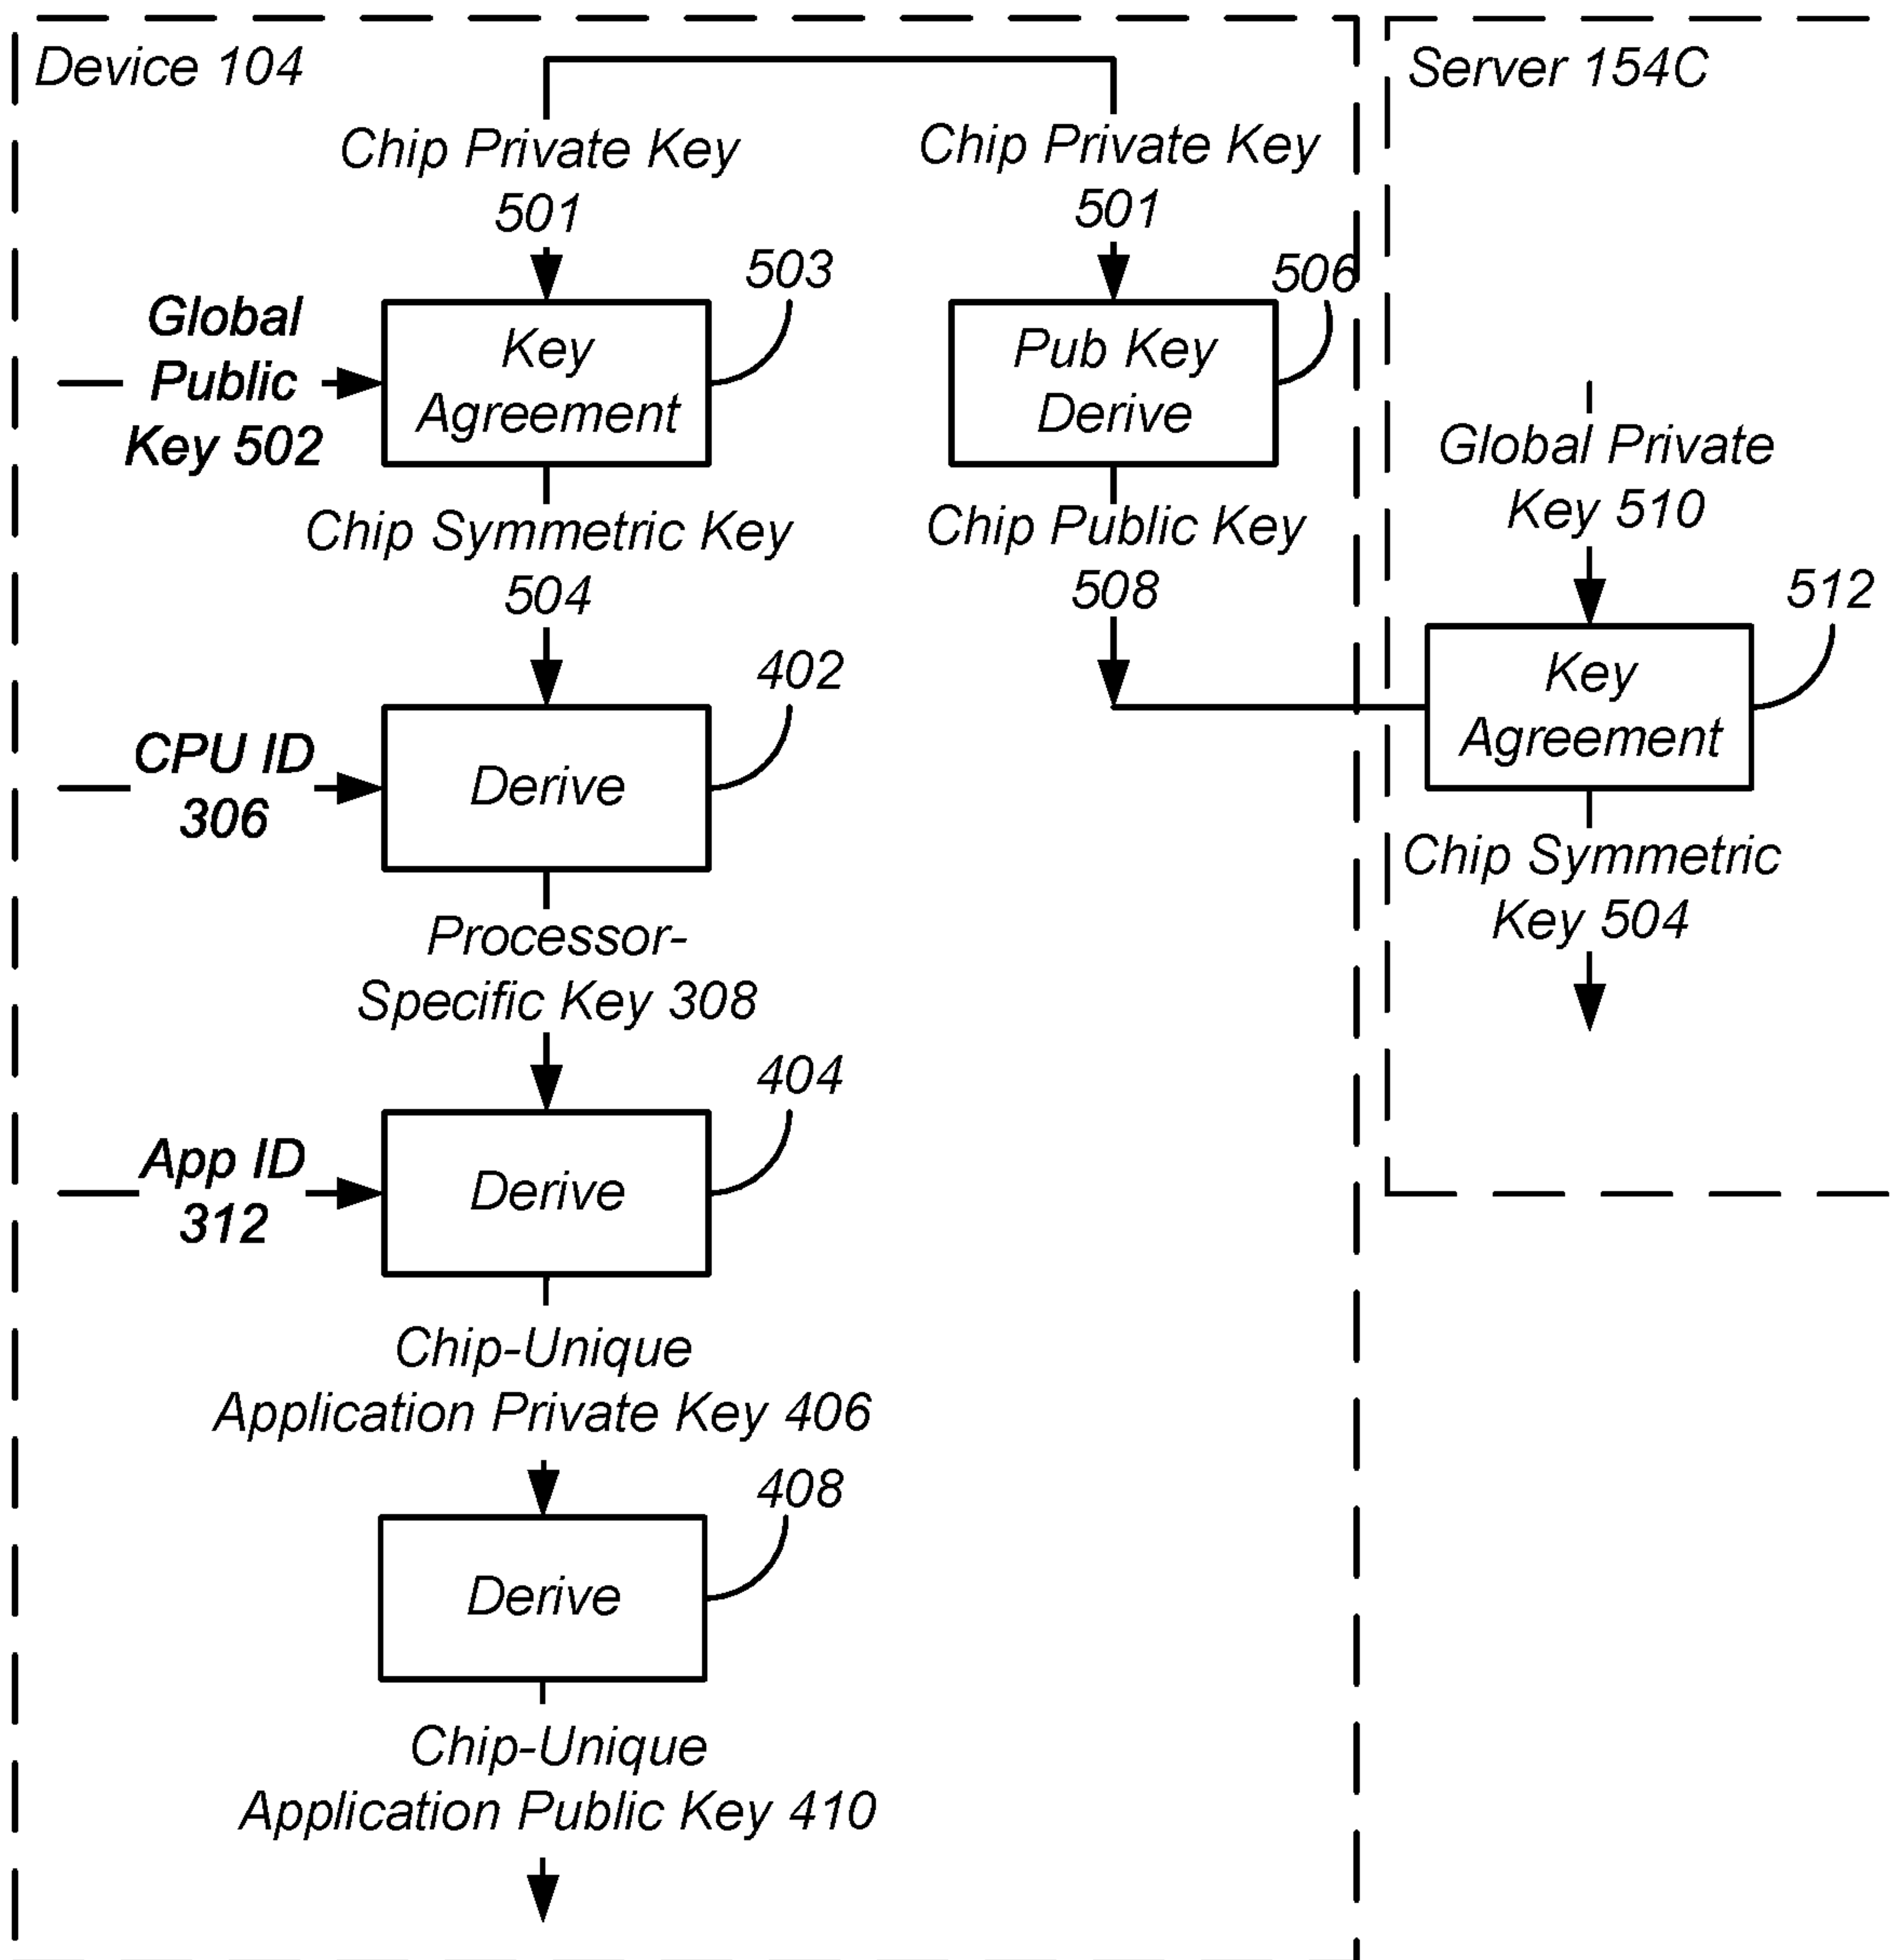 Device 104
Server 154C
Chip Private Key
501
Chip Private Key
501
503
506
Global
Public
Key 502
Key
Agreement
Pub Key
Derive
Global Private
Key 510
Chip Symmetric Key
504
Chip Public Key
508
512
Key
Agreement
402
CPU ID
306
Derive
Chip Symmetric
Key 504
Processor-
Specific Key 308
404
App ID
312
Derive
Chip-Unique
Application Private Key 406
408
Derive
Chip-Unique
Application Public Key 410